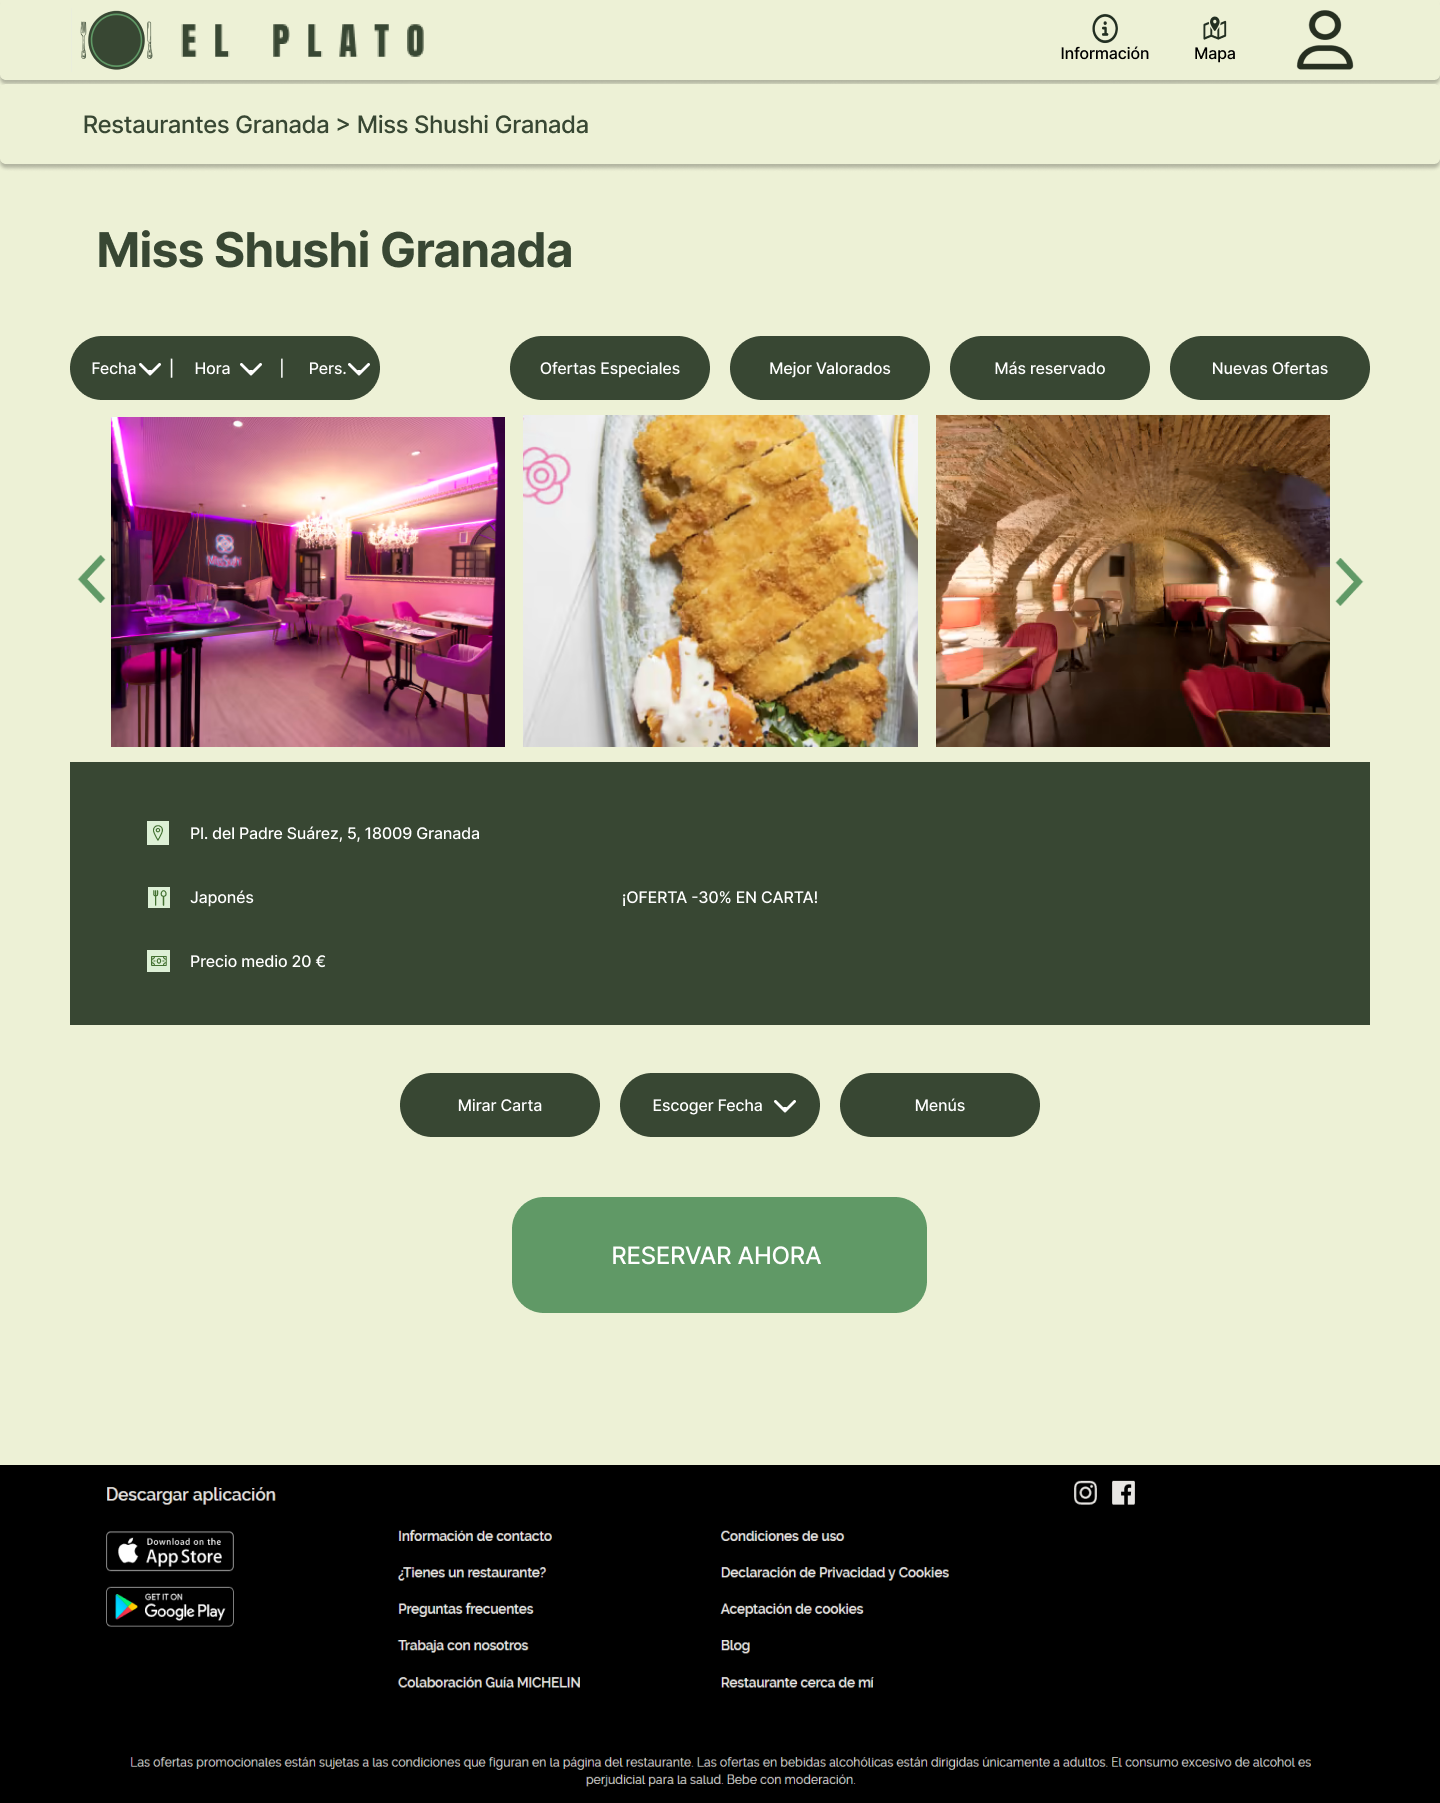 EL PLATO
Información
Mapa
Restaurantes Granada > Miss Shushi Granada
Miss Shushi Granada
Fecha | Hora | Pers.
Ofertas Especiales
Mejor Valorados
Más reservado
Nuevas Ofertas
Pl. del Padre Suárez, 5, 18009 Granada
Japonés
¡OFERTA -30% EN CARTA!
Precio medio 20 €
Mirar Carta
Escoger Fecha
Menús
RESERVAR AHORA
Descargar aplicación
Download on the
App Store
GET IT ON
Google Play
Información de contacto
¿Tienes un restaurante?
Preguntas frecuentes
Trabaja con nosotros
Colaboración Guía MICHELIN
Condiciones de uso
Declaración de Privacidad y Cookies
Aceptación de cookies
Blog
Restaurante cerca de mí
Las ofertas promocionales están sujetas a las condiciones que figuran en la página del restaurante. Las ofertas en bebidas alcohólicas están dirigidas únicamente a adultos. El consumo excesivo de alcohol es
perjudicial para la salud. Bebe con moderación.